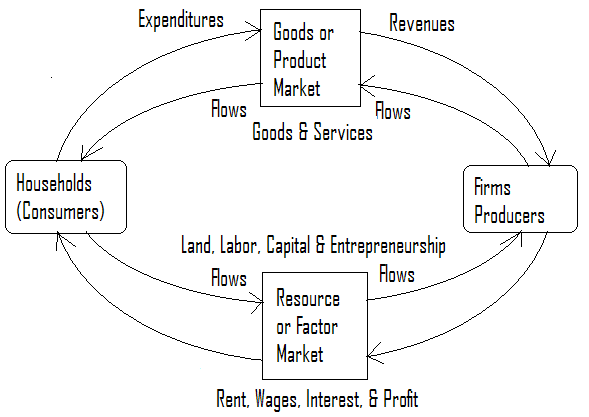 Expenditures
Goods or
Product
Market
Revenues
Flows
Flows
Goods & Services
Households
(Consumers)
Firms
Producers
Land, Labor, Capital & Entrepreneurship
Flows
Flows
Resource
or Factor
Market
Rent, Wages, Interest, & Profit